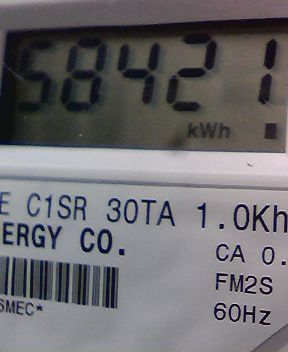 58421
kWh
E C1SR 30TA 1.0Kh
ERGY CO.
CA 0.
FM2S
60Hz
SMEC*